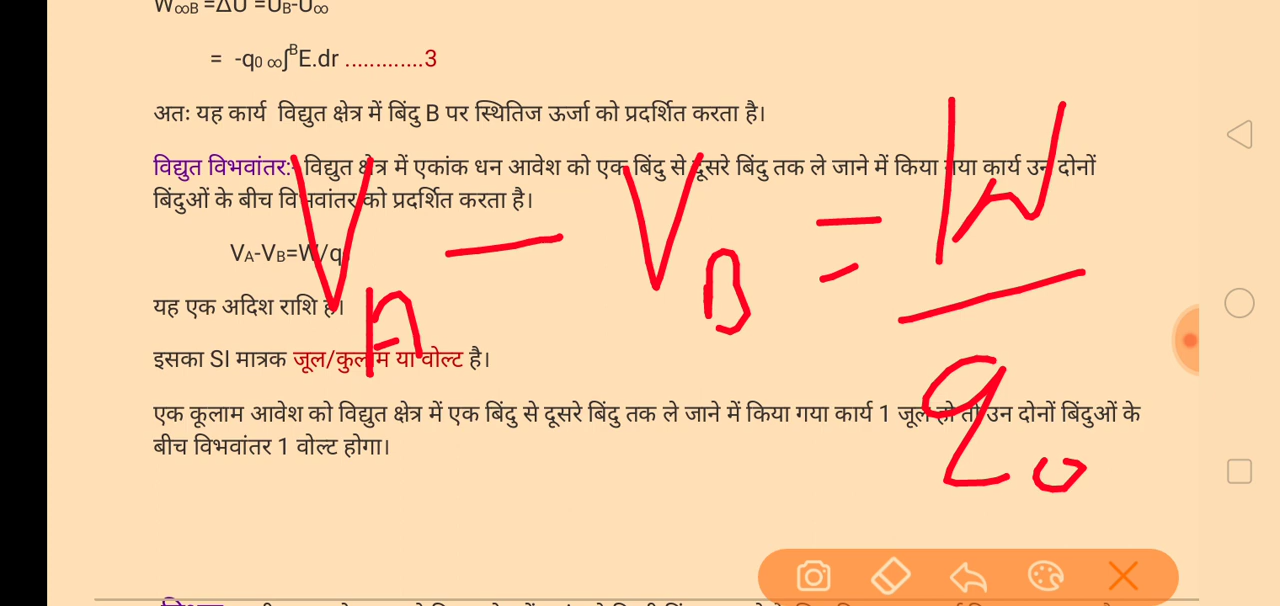 W∞B =ΔU =UB-U∞
= -q0 ∞∫ᴮE.dr .............3
अतः यह कार्य विद्युत क्षेत्र में बिंदु B पर स्थितिज ऊर्जा को प्रदर्शित करता है।
विद्युत विभवांतर:- विद्युत क्षेत्र में एकांक धन आवेश को एक बिंदु से दूसरे बिंदु तक ले जाने में किया गया कार्य उन दोनों
बिंदुओं के बीच विभवांतर को प्रदर्शित करता है।
VA-VB=W/q
यह एक अदिश राशि है।
इसका SI मात्रक जूल/कुलाम या वोल्ट है।
एक कूलाम आवेश को विद्युत क्षेत्र में एक बिंदु से दूसरे बिंदु तक ले जाने में किया गया कार्य 1 जूल हो तो उन दोनों बिंदुओं के
बीच विभवांतर 1 वोल्ट होगा।
VA - VB = W
q0